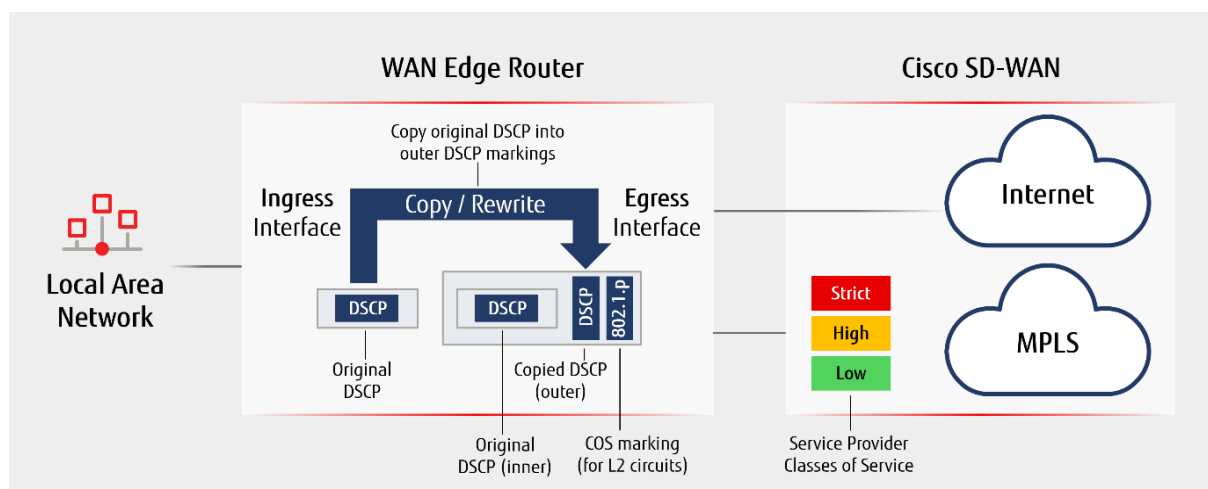 WAN Edge Router
Cisco SD-WAN
Copy original DSCP into
outer DSCP markings
Ingress
Interface
Copy / Rewrite
Egress
Interface
Internet
Local Area
Network
DSCP
DSCP
DSCP
802.1.p
Strict
High
Low
MPLS
Original
DSCP
Copied DSCP
(outer)
Original
DSCP (inner)
COS marking
(for L2 circuits)
Service Provider
Classes of Service